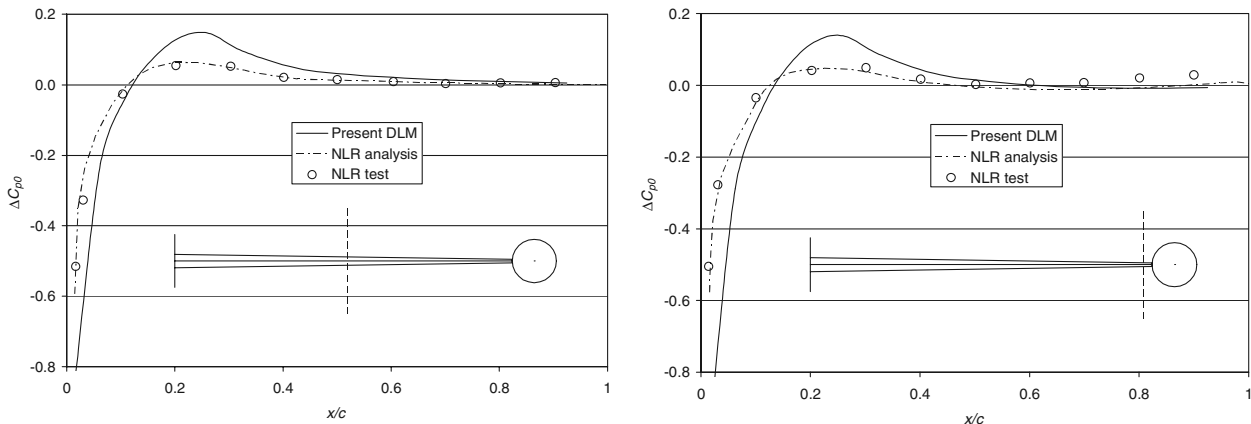 0.2
0.0
-0.2
-0.4
-0.6
-0.8
ΔCp0
Present DLM
NLR analysis
NLR test
0 0.2 0.4 0.6 0.8 1
x/c
0.2
0.0
-0.2
-0.4
-0.6
-0.8
ΔCp0
Present DLM
NLR analysis
NLR test
0 0.2 0.4 0.6 0.8 1
x/c